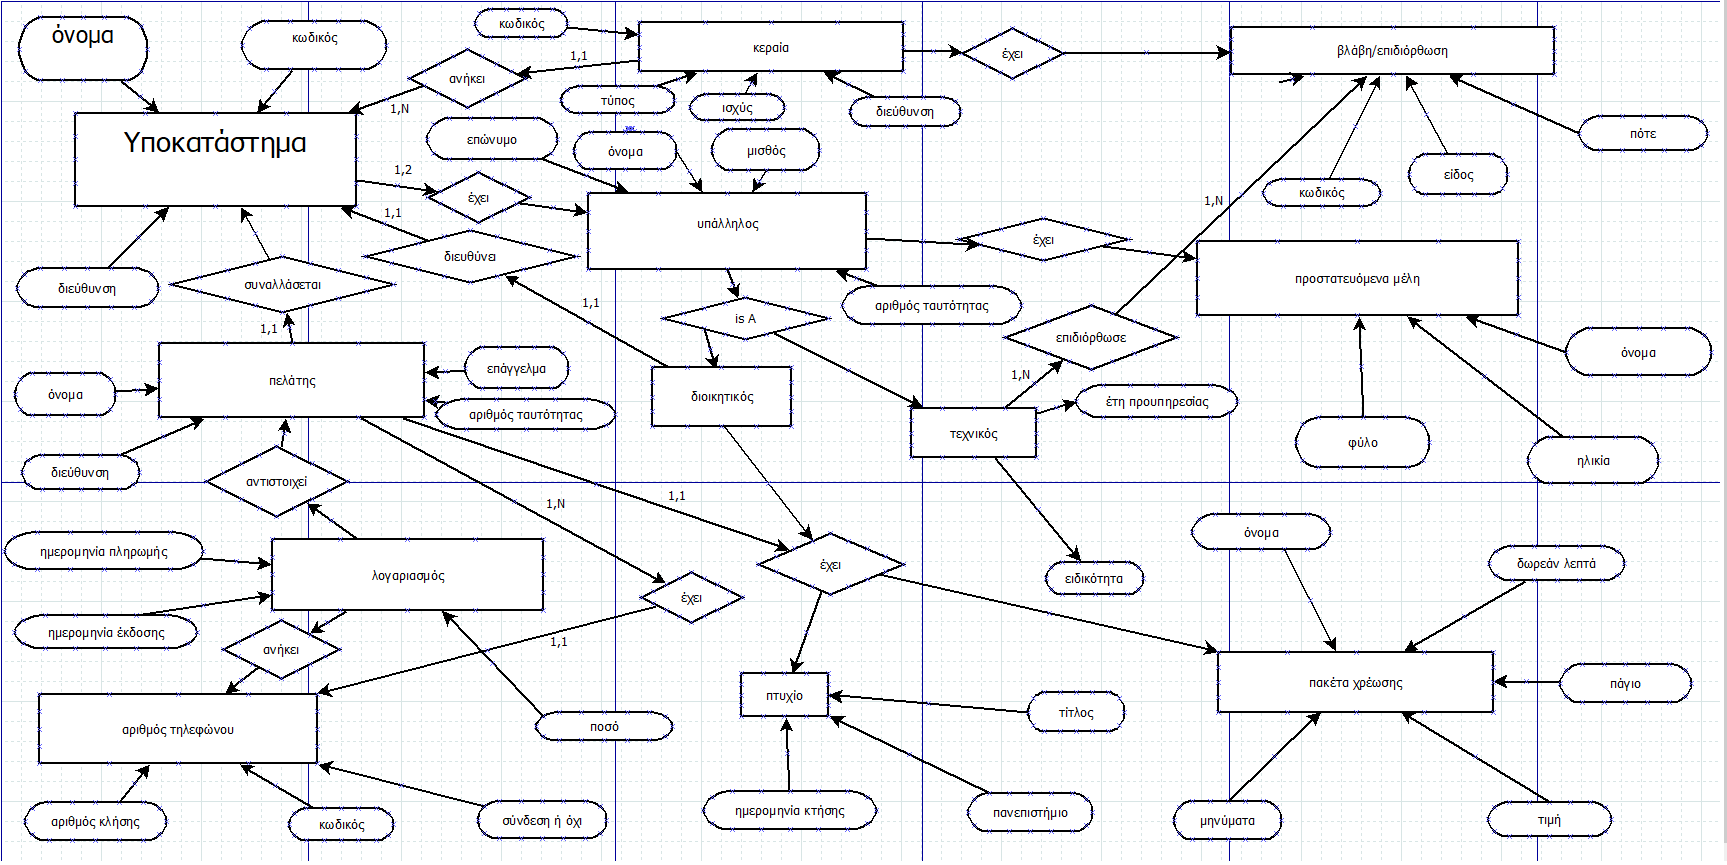 όνομα
κωδικός
κωδικός
κεραία
έχει
βλάβη/επιδιόρθωση
1,1
ανήκει
τύπος
ισχύς
διεύθυνση
1,N
πότε
Υποκατάστημα
επώνυμο
όνομα
μισθός
1,2
έχει
είδος
κωδικός
1,N
1,1
υπάλληλος
έχει
διευθύνει
προστατευόμενα μέλη
διεύθυνση
συναλλάσεται
1,1
αριθμός ταυτότητας
is A
1,1
επιδιόρθωσε
όνομα
πελάτης
επάγγελμα
1,N
όνομα
αριθμός ταυτότητας
διοικητικός
έτη προυπηρεσίας
τεχνικός
φύλο
ηλικία
διεύθυνση
αντιστοιχεί
1,N
1,1
όνομα
ημερομηνία πληρωμής
λογαριασμός
έχει
ειδικότητα
δωρεάν λεπτά
έχει
ημερομηνία έκδοσης
ανήκει
1,1
πακέτα χρέωσης
πάγιο
πτυχίο
τίτλος
αριθμός τηλεφώνου
ποσό
αριθμός κλήσης
κωδικός
σύνδεση ή όχι
ημερομηνία κτήσης
πανεπιστήμιο
μηνύματα
τιμή